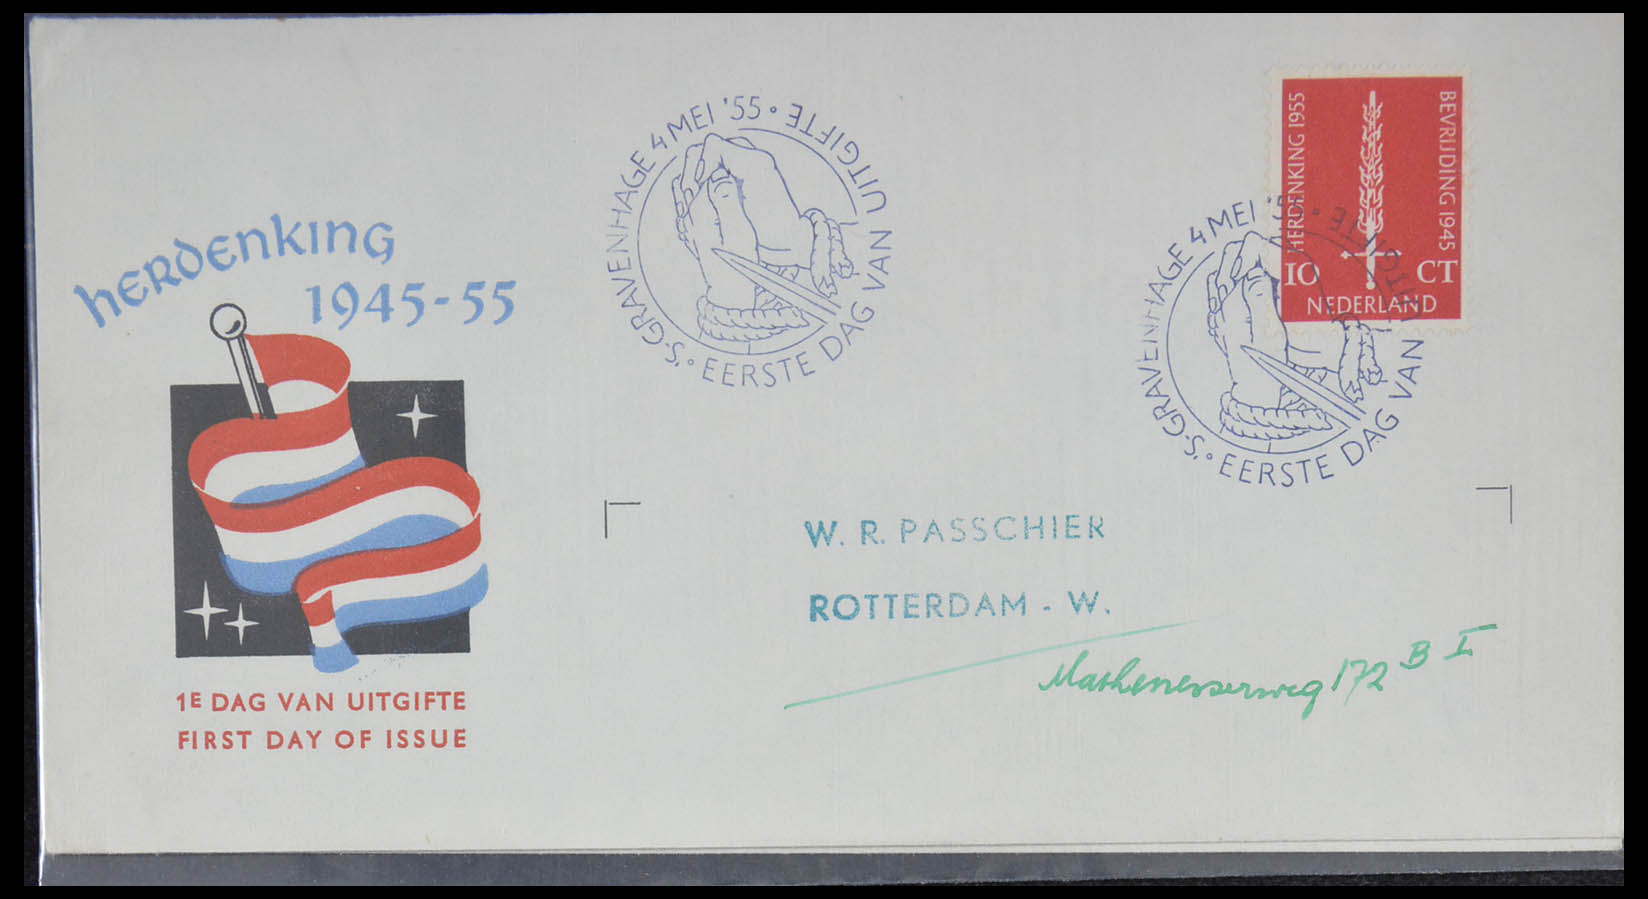 herdenking
1945-55
1E DAG VAN UITGIFTE
FIRST DAY OF ISSUE
'S-GRAVENHAGE 4 MEI '55 • EERSTE DAG VAN UITGIFTE •
HERDENKING 1955
BEVRIJDING 1945
10 CT
NEDERLAND
'S-GRAVENHAGE 4 MEI '55 • EERSTE DAG VAN UITGIFTE •
W. R. PASSCHIER
ROTTERDAM - W.
Mathenesserweg 172 B I